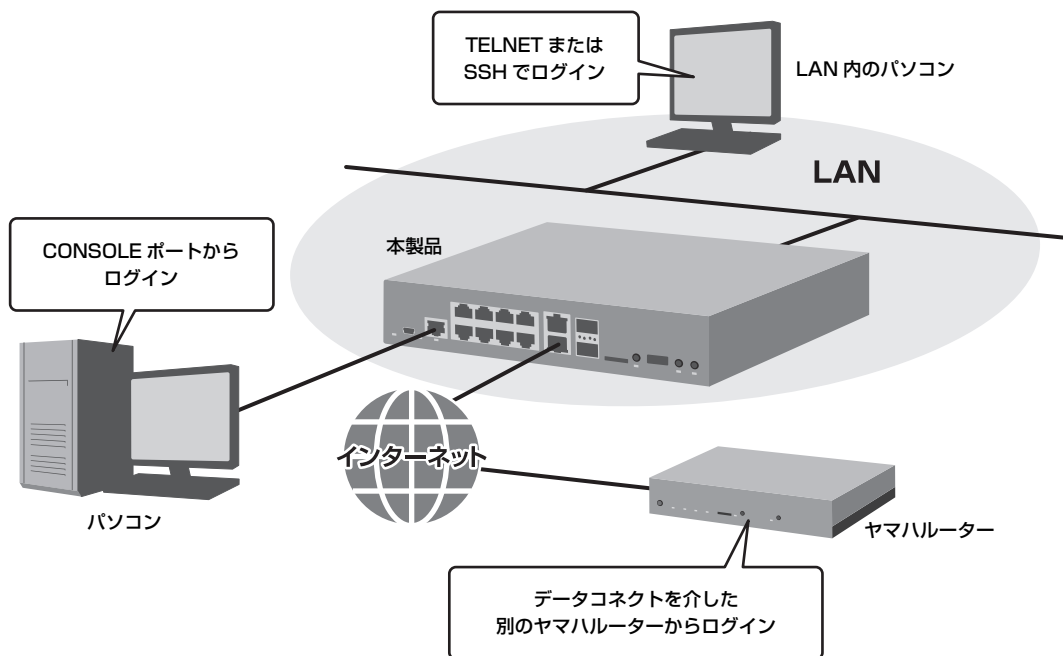 TELNET または
SSH でログイン
LAN 内のパソコン
LAN
CONSOLE ポートから
ログイン
本製品
インターネット
パソコン
ヤマハルーター
データコネクトを介した
別のヤマハルーターからログイン